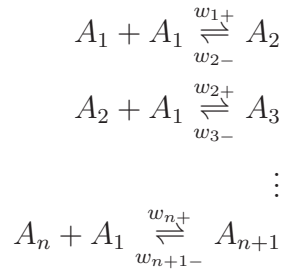 $A_1 + A_1 \underset{w_{2-}}{\overset{w_{1+}}{\rightleftharpoons}} A_2$
$A_2 + A_1 \underset{w_{3-}}{\overset{w_{2+}}{\rightleftharpoons}} A_3$
$\vdots$
$A_n + A_1 \underset{w_{n+1-}}{\overset{w_{n+}}{\rightleftharpoons}} A_{n+1}$